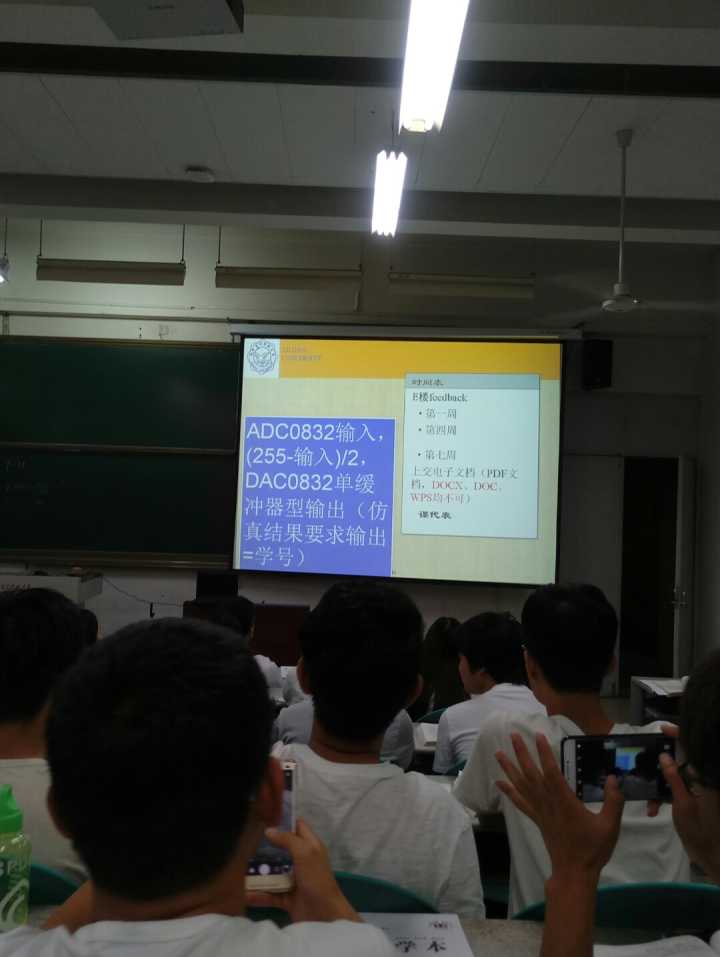 UNIVERSITY
时间表
E楼feedback
• 第一周
• 第四周
• 第七周
上交电子文档（PDF文
档，DOCX、DOC、
WPS均不可）
课代表
ADC0832输入，
(255-输入)/2，
DAC0832单缓
冲器型输出（仿
真结果要求输出
=学号）